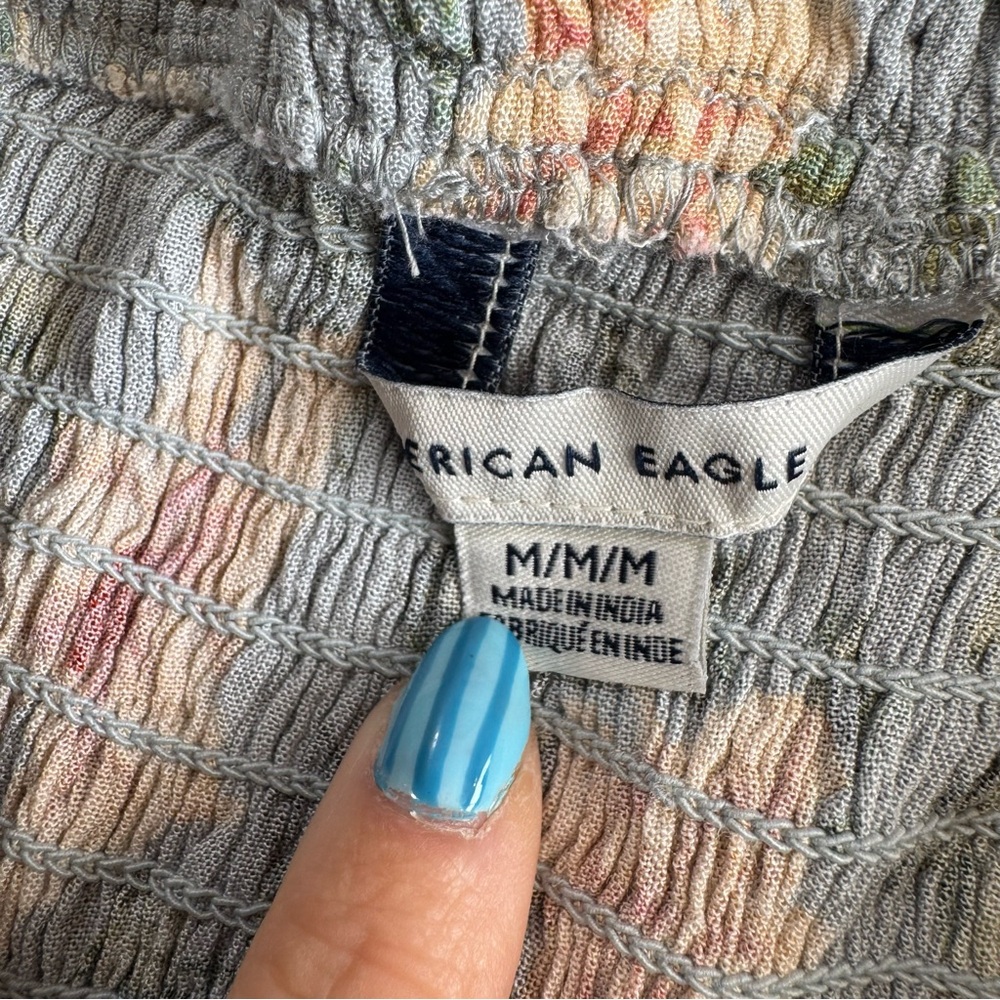 ERICAN EAGLE
M/M/M
MADE IN INDIA
FABRIQUÉ EN INDE